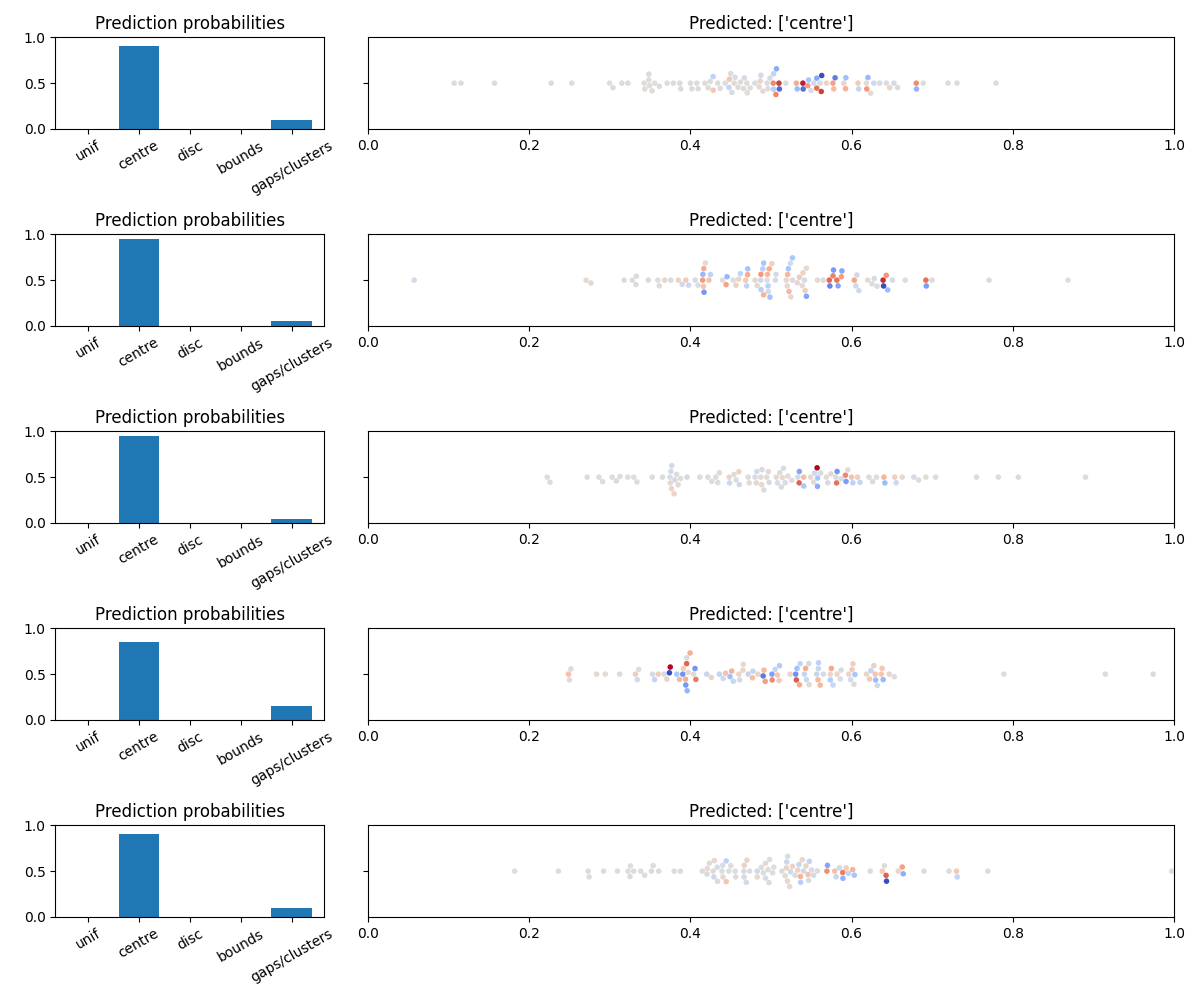 Prediction probabilities
Predicted: ['centre']
1.0
0.5
0.0
unif
centre
disc
bounds
gaps/clusters
0.0 0.2 0.4 0.6 0.8 1.0
Prediction probabilities
Predicted: ['centre']
1.0
0.5
0.0
unif
centre
disc
bounds
gaps/clusters
0.0 0.2 0.4 0.6 0.8 1.0
Prediction probabilities
Predicted: ['centre']
1.0
0.5
0.0
unif
centre
disc
bounds
gaps/clusters
0.0 0.2 0.4 0.6 0.8 1.0
Prediction probabilities
Predicted: ['centre']
1.0
0.5
0.0
unif
centre
disc
bounds
gaps/clusters
0.0 0.2 0.4 0.6 0.8 1.0
Prediction probabilities
Predicted: ['centre']
1.0
0.5
0.0
unif
centre
disc
bounds
gaps/clusters
0.0 0.2 0.4 0.6 0.8 1.0